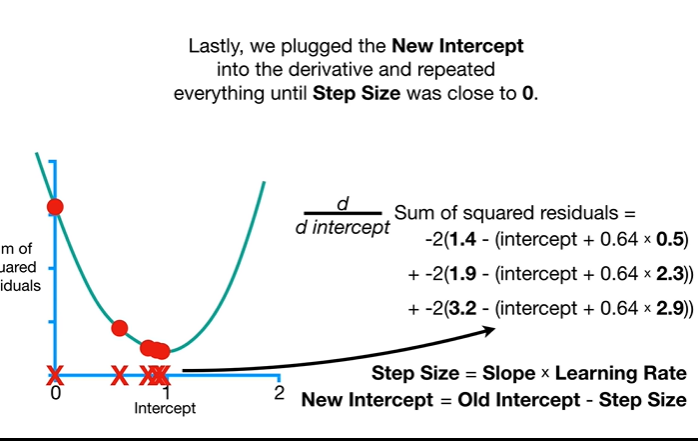 Lastly, we plugged the New Intercept
into the derivative and repeated
everything until Step Size was close to 0.
d
d intercept
Sum of squared residuals =
-2(1.4 - (intercept + 0.64 × 0.5)
+ -2(1.9 - (intercept + 0.64 × 2.3))
+ -2(3.2 - (intercept + 0.64 × 2.9))
m of
uared
iduals
0
1
2
Intercept
Step Size = Slope × Learning Rate
New Intercept = Old Intercept - Step Size